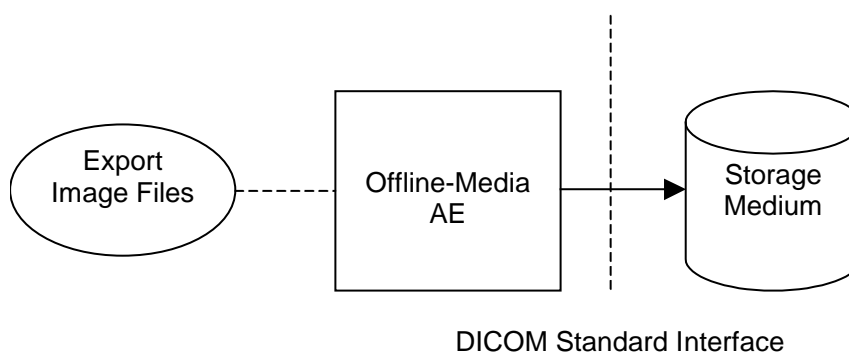 Export
Image Files
Offline-Media
AE
Storage
Medium
DICOM Standard Interface